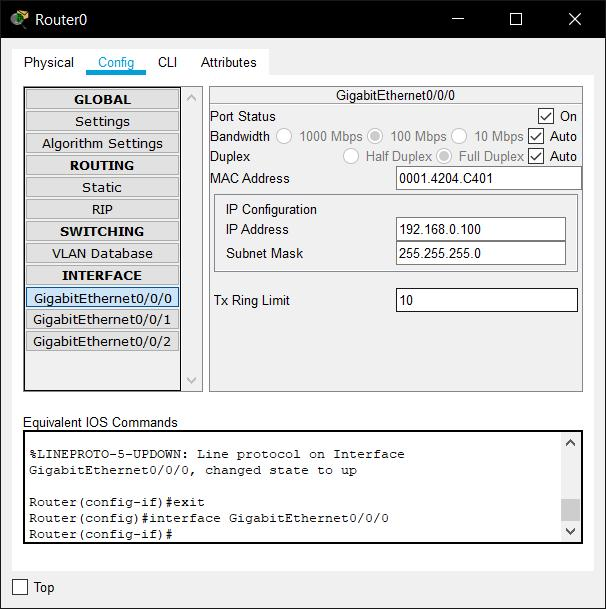 Router0
Physical Config CLI Attributes
GLOBAL
Settings
Algorithm Settings
ROUTING
Static
RIP
SWITCHING
VLAN Database
INTERFACE
GigabitEthernet0/0/0
GigabitEthernet0/0/1
GigabitEthernet0/0/2
GigabitEthernet0/0/0
Port Status On
Bandwidth 1000 Mbps 100 Mbps 10 Mbps Auto
Duplex Half Duplex Full Duplex Auto
MAC Address 0001.4204.C401
IP Configuration
IP Address 192.168.0.100
Subnet Mask 255.255.255.0
Tx Ring Limit 10
Equivalent IOS Commands
%LINEPROTO-5-UPDOWN: Line protocol on Interface
GigabitEthernet0/0/0, changed state to up
Router(config-if)#exit
Router(config)#interface GigabitEthernet0/0/0
Router(config-if)#
Top